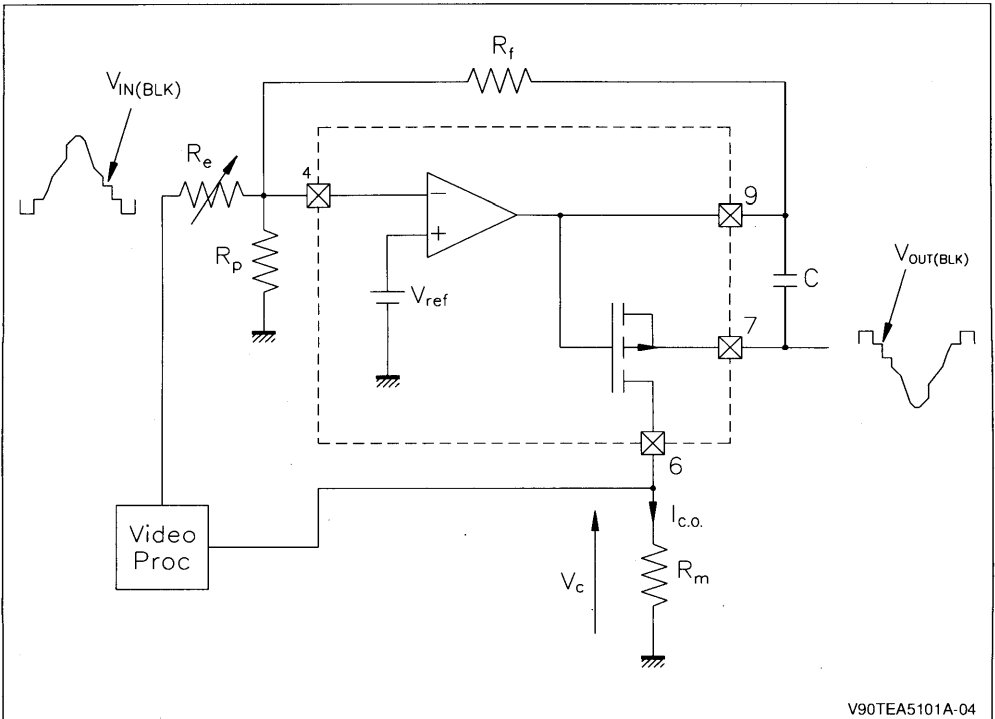 R_f
V_IN(BLK)
R_e
4
9
−
+
R_p
V_ref
C
V_OUT(BLK)
7
6
I_c.o.
Video
Proc
V_c
R_m
V90TEA5101A-04